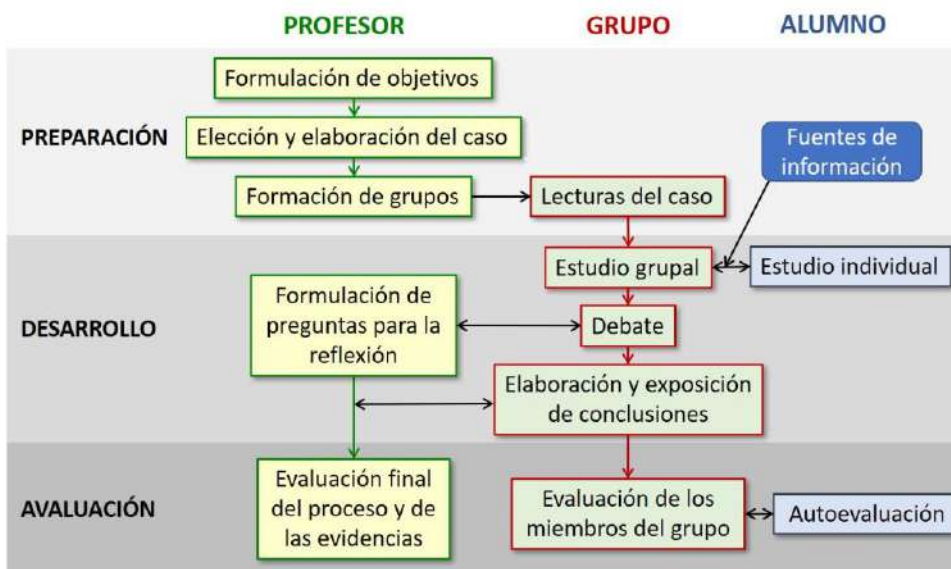 PROFESOR
GRUPO
ALUMNO
PREPARACIÓN
Formulación de objetivos
Elección y elaboración del caso
Formación de grupos
Lecturas del caso
Fuentes de
información
DESARROLLO
Estudio grupal
Estudio individual
Formulación de
preguntas para la
reflexión
Debate
Elaboración y exposición
de conclusiones
AVALUACIÓN
Evaluación final
del proceso y de
las evidencias
Evaluación de los
miembros del grupo
Autoevaluación